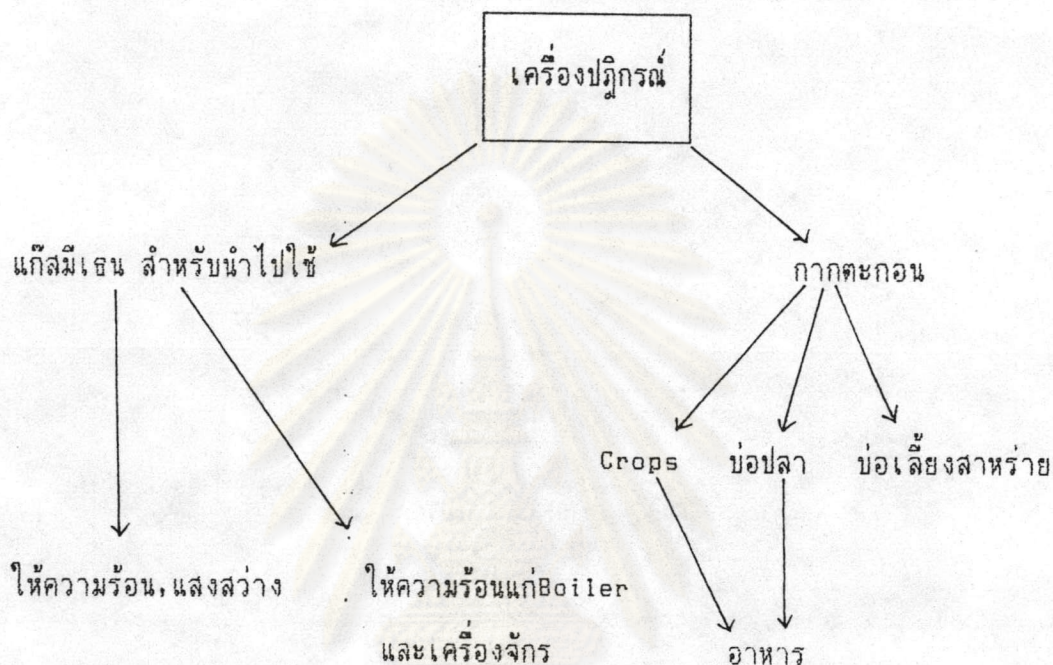 เครื่องปฏิกรณ์
แก๊สมีเธน สำหรับนำไปใช้
กากตะกอน
Crops บ่อปลา บ่อเลี้ยงสาหร่าย
ให้ความร้อน,แสงสว่าง ให้ความร้อนแก่Boiler
และเครื่องจักร อาหาร